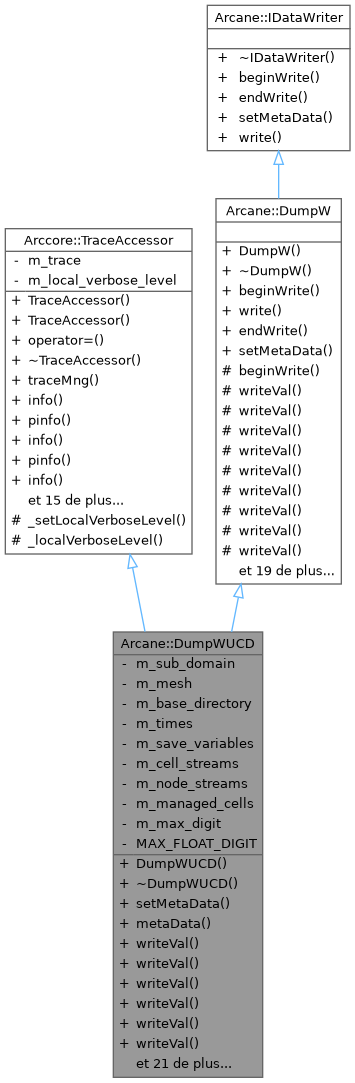 Arcane::IDataWriter
+ ~IDataWriter()
+ beginWrite()
+ endWrite()
+ setMetaData()
+ write()
Arcane::DumpW
+ DumpW()
+ ~DumpW()
+ beginWrite()
+ write()
+ endWrite()
+ setMetaData()
# beginWrite()
# writeVal()
# writeVal()
# writeVal()
# writeVal()
# writeVal()
# writeVal()
# writeVal()
# writeVal()
# writeVal()
et 19 de plus...
Arccore::TraceAccessor
- m_trace
- m_local_verbose_level
+ TraceAccessor()
+ TraceAccessor()
+ operator=()
+ ~TraceAccessor()
+ traceMng()
+ info()
+ pinfo()
+ info()
+ pinfo()
+ info()
et 15 de plus...
# _setLocalVerboseLevel()
# _localVerboseLevel()
Arcane::DumpWUCD
- m_sub_domain
- m_mesh
- m_base_directory
- m_times
- m_save_variables
- m_cell_streams
- m_node_streams
- m_managed_cells
- m_max_digit
- MAX_FLOAT_DIGIT
+ DumpWUCD()
+ ~DumpWUCD()
+ setMetaData()
+ metaData()
+ writeVal()
+ writeVal()
+ writeVal()
+ writeVal()
+ writeVal()
+ writeVal()
et 21 de plus...